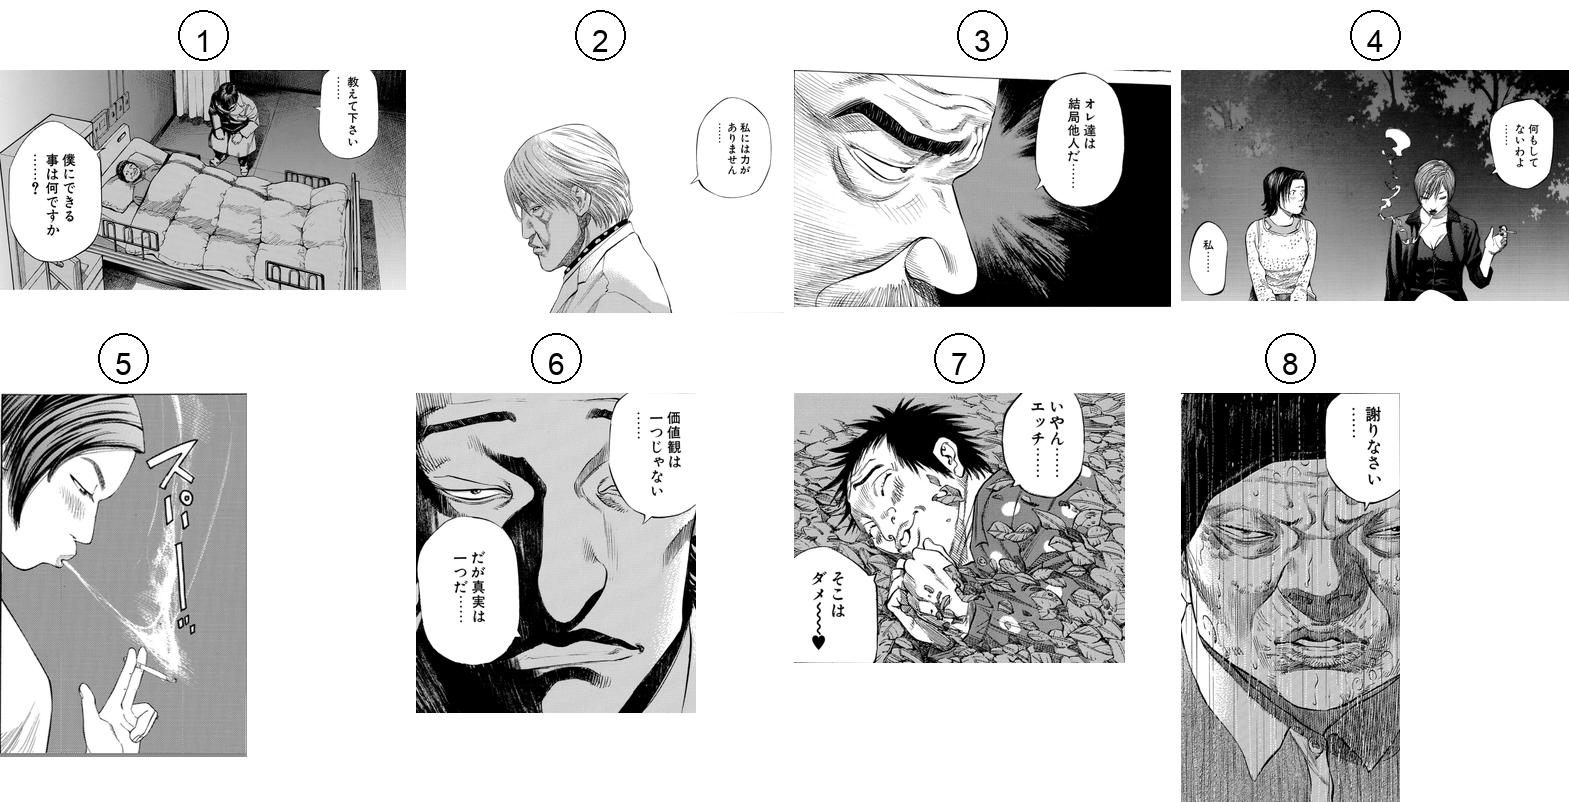 1
教えて下さい
……
僕にできる
事は何ですか
……?
2
私には力が
ありません
……
3
オレ達は
結局他人だ……
4
何もして
ないわよ
……
私……
5
スパーッ…
6
価値観は
一つじゃない
……
だが真実は
一つだ……
7
いやん……
エッチ……
そこは
ダメ〜〜〜♥
8
謝りなさい
……